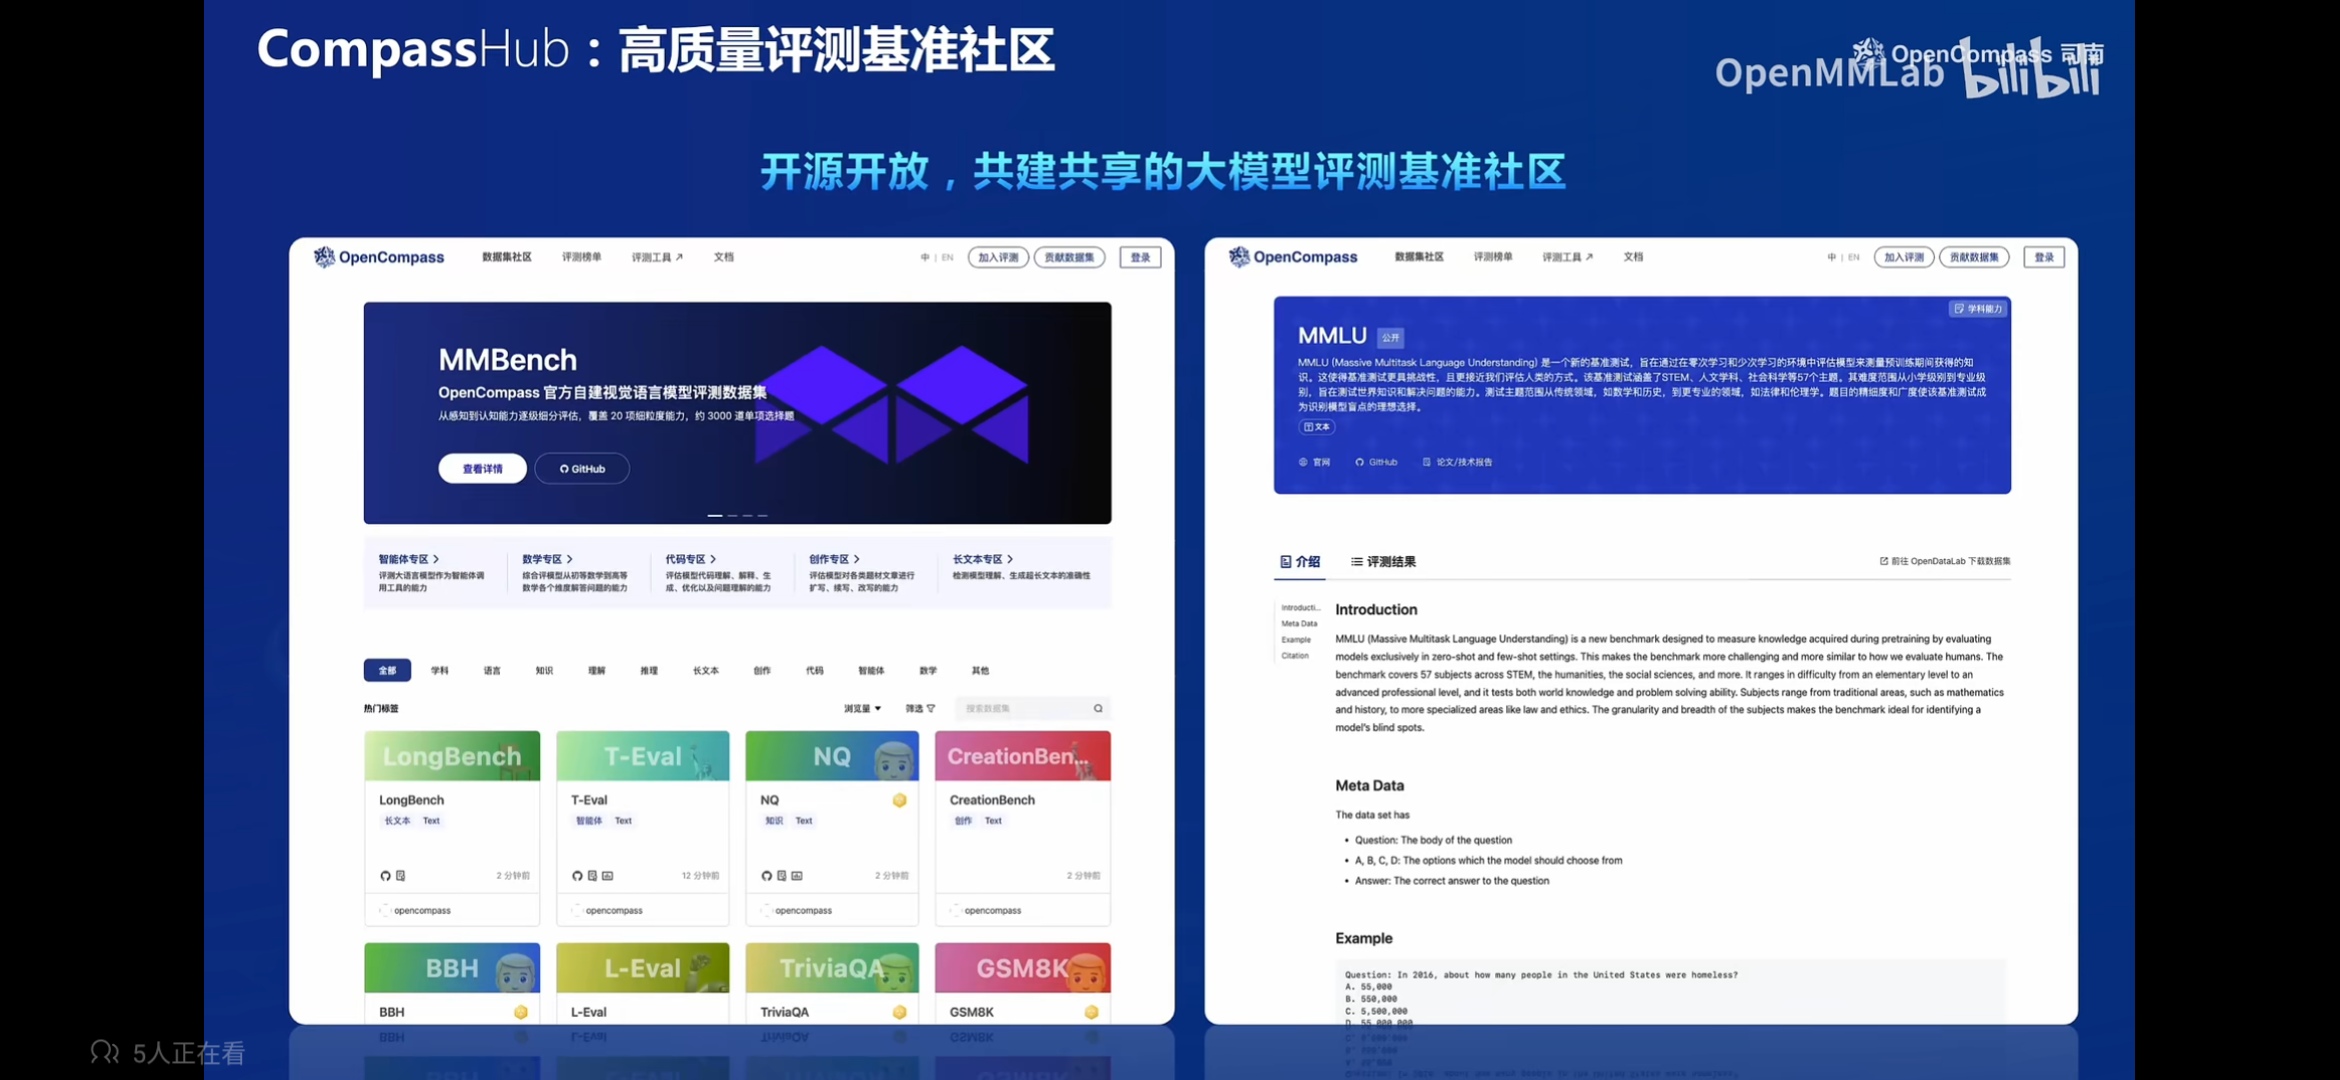 CompassHub：高质量评测基准社区
OpenCompass 司南
OpenMMLab bilibili
开源开放，共建共享的大模型评测基准社区
OpenCompass 数据集社区 评测榜单 评测工具 ↗ 文档 中 | EN 加入评测 贡献数据集 登录
MMBench
OpenCompass 官方自建视觉语言模型评测数据集
从感知到认知能力逐级细分评估，覆盖 20 项细粒度能力，约 3000 道单项选择题
查看详情 GitHub
智能体专区 >
评测大语言模型作为智能体调
用工具的能力
数学专区 >
综合评模型从初等数学到高等
数学各个维度解答问题的能力
代码专区 >
评估模型代码理解、解释、生
成、优化以及问题理解的能力
创作专区 >
评估模型对各类题材文章进行
扩写、续写、改写的能力
长文本专区 >
检测模型理解、生成超长文本的准确性
全部 学科 语言 知识 理解 推理 长文本 创作 代码 智能体 数学 其他
热门标签 浏览量 筛选 搜索数据集
LongBench T-Eval NQ CreationBen...
LongBench T-Eval NQ CreationBench
长文本 Text 智能体 Text 知识 Text 创作 Text
2 分钟前 12 分钟前 2 分钟前 2 分钟前
opencompass opencompass opencompass opencompass
BBH L-Eval TriviaQA GSM8K
BBH L-Eval TriviaQA GSM8K
OpenCompass 数据集社区 评测榜单 评测工具 ↗ 文档 中 | EN 加入评测 贡献数据集 登录
学科能力
MMLU 公开
MMLU (Massive Multitask Language Understanding) 是一个新的基准测试，旨在通过在零次学习和少次学习的环境中评估模型来测量预训练期间获得的知
识。这使得基准测试更具挑战性，且更接近我们评估人类的方式。该基准测试涵盖了STEM、人文学科、社会科学等57个主题。其难度范围从小学级别到专业级
别，旨在测试世界知识和解决问题的能力。测试主题范围从传统领域，如数学和历史，到更专业的领域，如法律和伦理学。题目的精细度和广度使该基准测试成
为识别模型盲点的理想选择。
文本
官网 GitHub 论文/技术报告
介绍 评测结果 前往 OpenDataLab 下载数据集
Introducti...
Meta Data
Example
Citation
Introduction
MMLU (Massive Multitask Language Understanding) is a new benchmark designed to measure knowledge acquired during pretraining by evaluating
models exclusively in zero-shot and few-shot settings. This makes the benchmark more challenging and more similar to how we evaluate humans. The
benchmark covers 57 subjects across STEM, the humanities, the social sciences, and more. It ranges in difficulty from an elementary level to an
advanced professional level, and it tests both world knowledge and problem solving ability. Subjects range from traditional areas, such as mathematics
and history, to more specialized areas like law and ethics. The granularity and breadth of the subjects makes the benchmark ideal for identifying a
model's blind spots.
Meta Data
The data set has
• Question: The body of the question
• A, B, C, D: The options which the model should choose from
• Answer: The correct answer to the question
Example
Question: In 2016, about how many people in the United States were homeless?
A. 55,000
B. 550,000
C. 5,500,000
D. 55,000,000
5人正在看